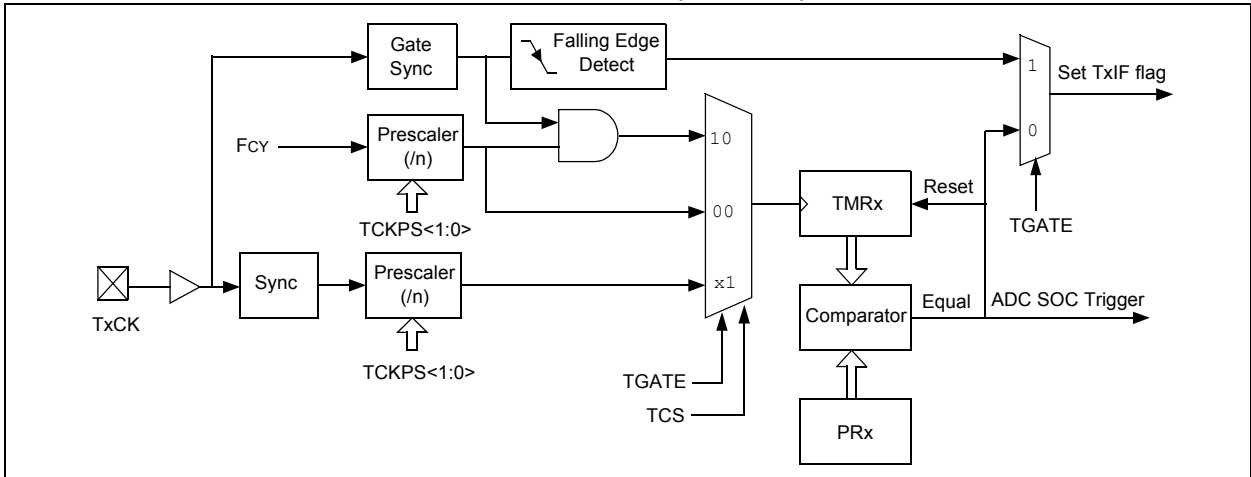 Gate
Sync
Falling Edge
Detect
1
Set TxIF flag
0
FCY
Prescaler
(/n)
10
TCKPS<1:0>
00
TMRx
Reset
TGATE
TxCK
Sync
Prescaler
(/n)
x1
Comparator
Equal
ADC SOC Trigger
TCKPS<1:0>
TGATE
TCS
PRx